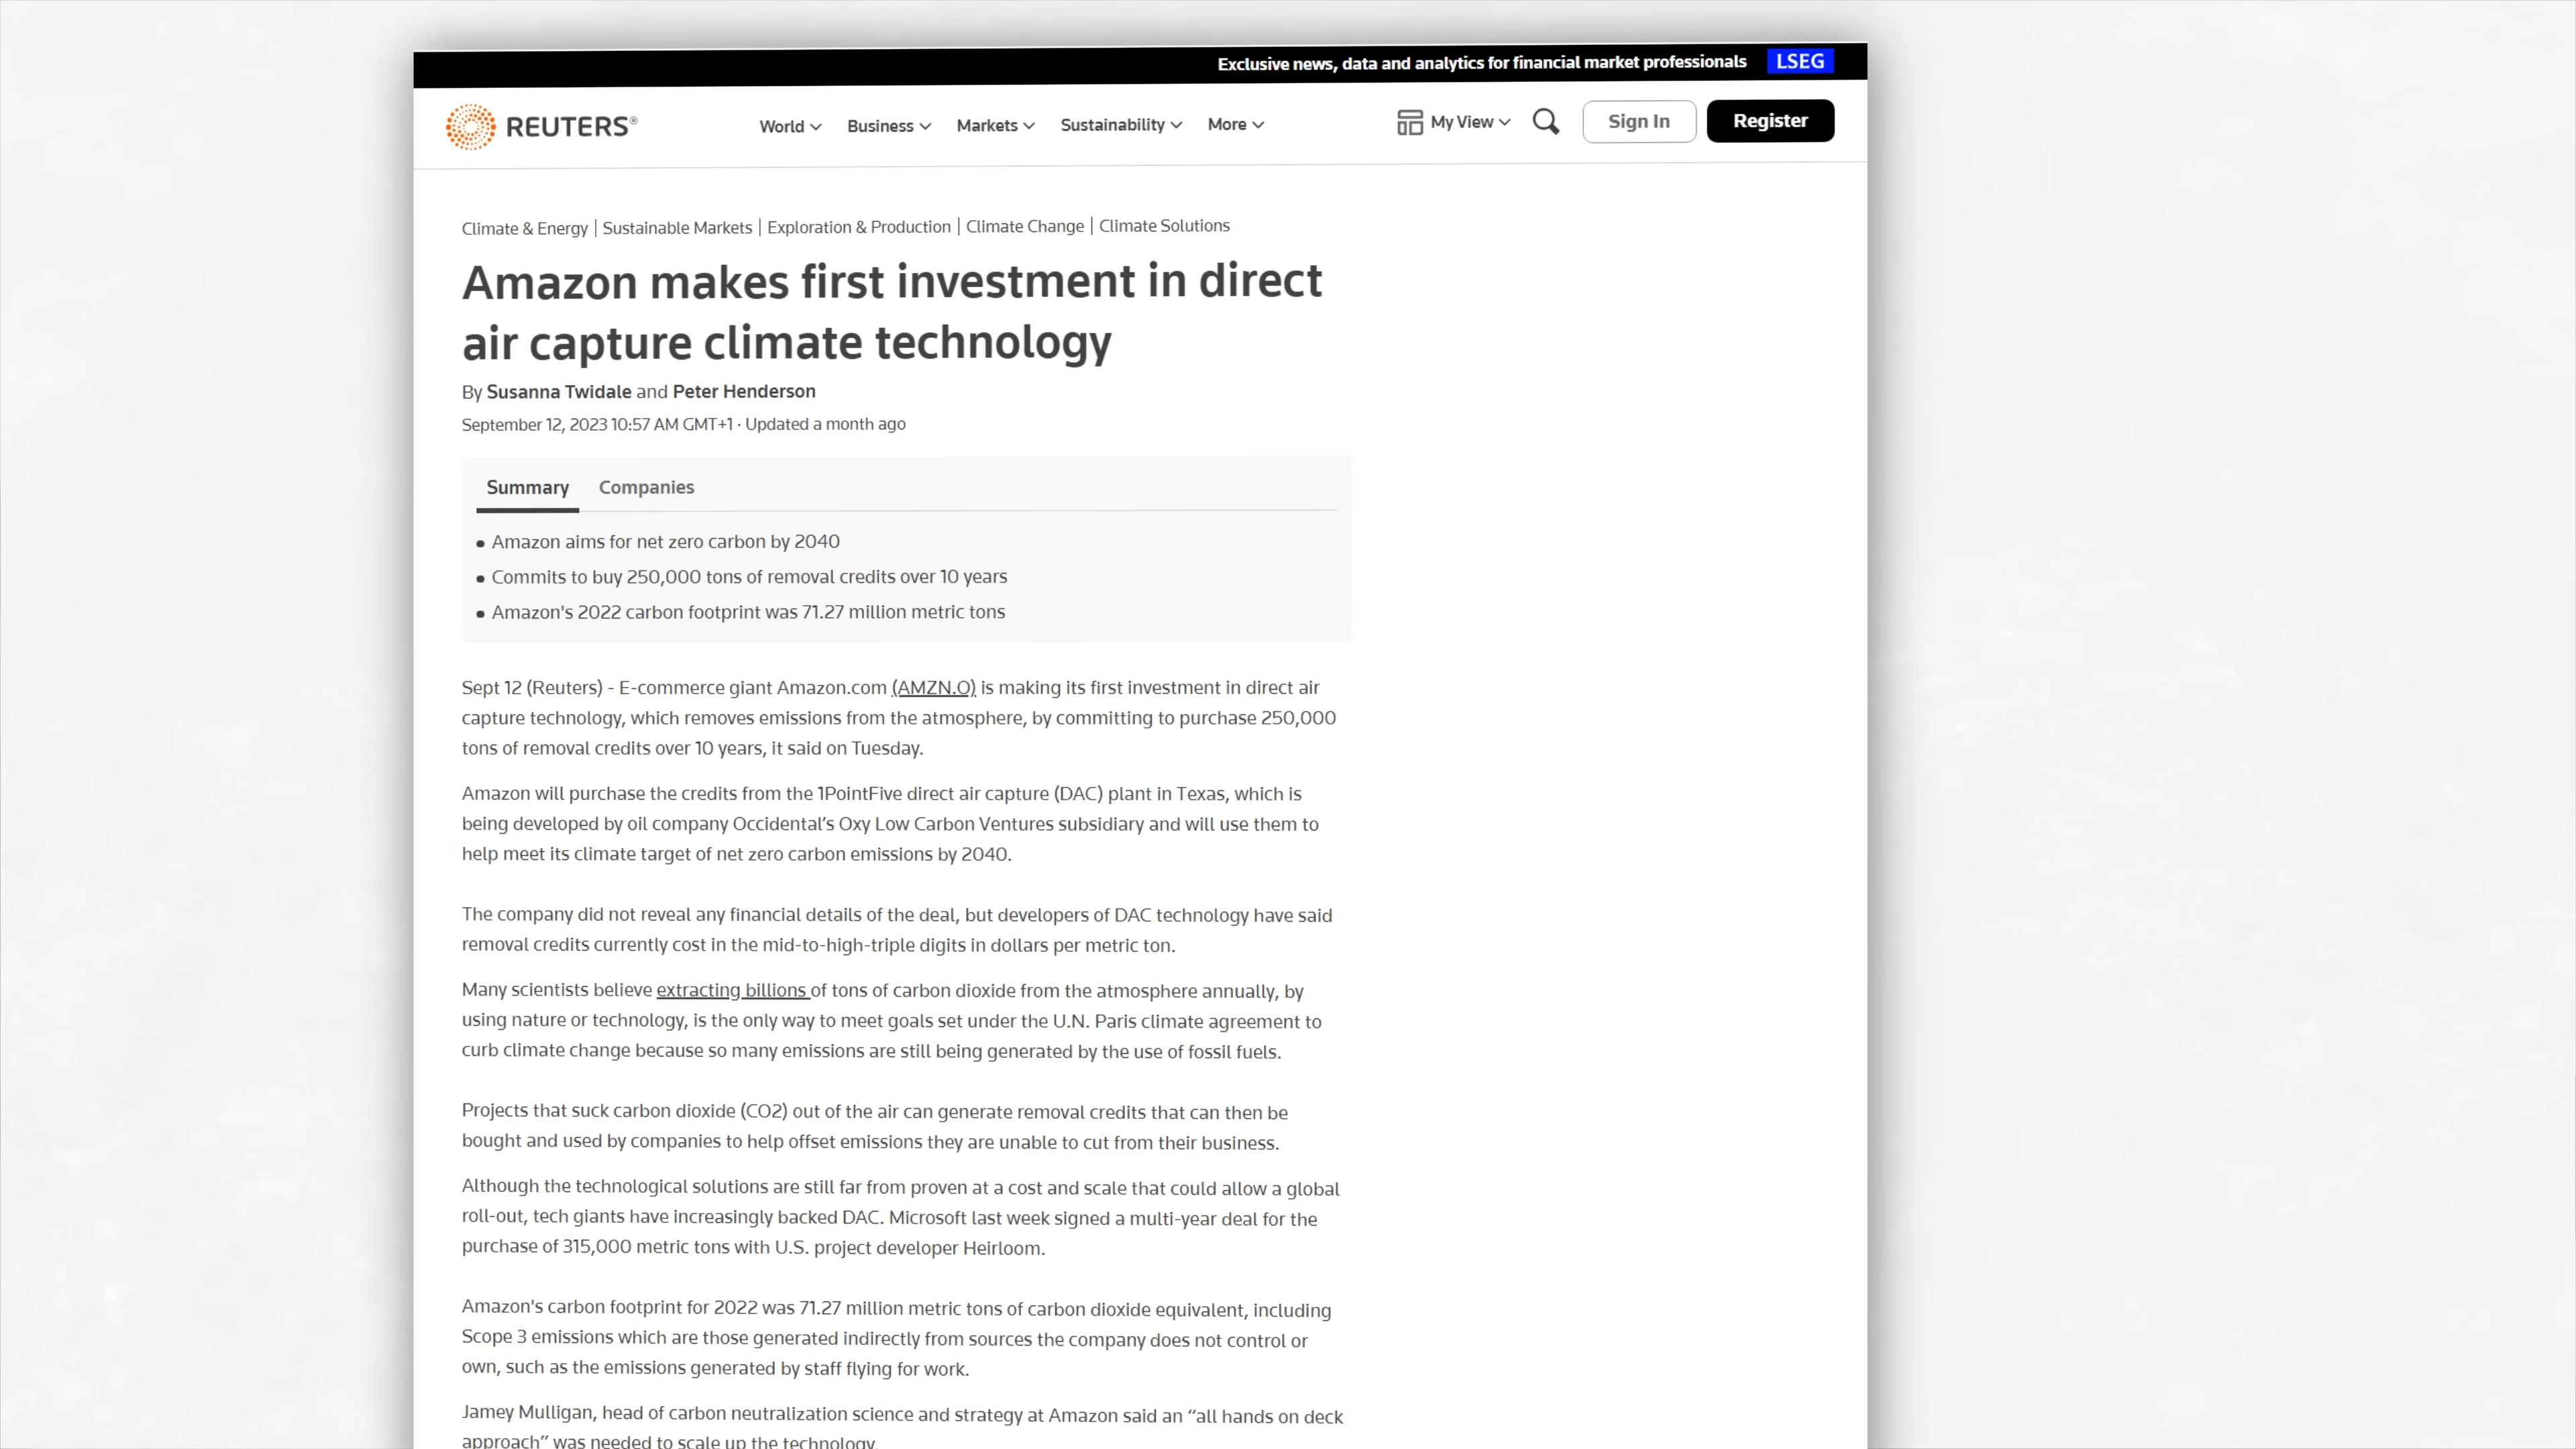 Exclusive news, data and analytics for financial market professionals LSEG
REUTERS®
World Business Markets Sustainability More My View Sign In Register
Climate & Energy | Sustainable Markets | Exploration & Production | Climate Change | Climate Solutions
Amazon makes first investment in direct
air capture climate technology
By Susanna Twidale and Peter Henderson
September 12, 2023 10:57 AM GMT+1 · Updated a month ago
Summary Companies
• Amazon aims for net zero carbon by 2040
• Commits to buy 250,000 tons of removal credits over 10 years
• Amazon's 2022 carbon footprint was 71.27 million metric tons
Sept 12 (Reuters) - E-commerce giant Amazon.com (AMZN.O) is making its first investment in direct air
capture technology, which removes emissions from the atmosphere, by committing to purchase 250,000
tons of removal credits over 10 years, it said on Tuesday.
Amazon will purchase the credits from the 1PointFive direct air capture (DAC) plant in Texas, which is
being developed by oil company Occidental’s Oxy Low Carbon Ventures subsidiary and will use them to
help meet its climate target of net zero carbon emissions by 2040.
The company did not reveal any financial details of the deal, but developers of DAC technology have said
removal credits currently cost in the mid-to-high-triple digits in dollars per metric ton.
Many scientists believe extracting billions of tons of carbon dioxide from the atmosphere annually, by
using nature or technology, is the only way to meet goals set under the U.N. Paris climate agreement to
curb climate change because so many emissions are still being generated by the use of fossil fuels.
Projects that suck carbon dioxide (CO2) out of the air can generate removal credits that can then be
bought and used by companies to help offset emissions they are unable to cut from their business.
Although the technological solutions are still far from proven at a cost and scale that could allow a global
roll-out, tech giants have increasingly backed DAC. Microsoft last week signed a multi-year deal for the
purchase of 315,000 metric tons with U.S. project developer Heirloom.
Amazon's carbon footprint for 2022 was 71.27 million metric tons of carbon dioxide equivalent, including
Scope 3 emissions which are those generated indirectly from sources the company does not control or
own, such as the emissions generated by staff flying for work.
Jamey Mulligan, head of carbon neutralization science and strategy at Amazon said an “all hands on deck
approach” was needed to scale up the technology.